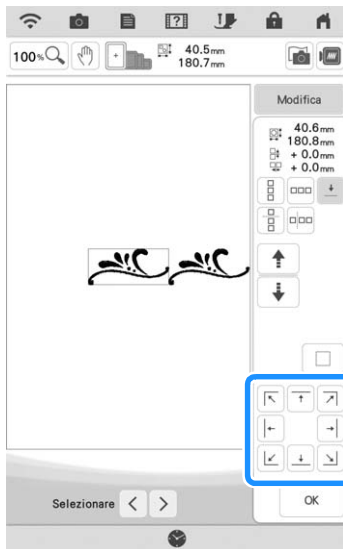 100% 40.5mm
180.7mm
Modifica
40.6mm
180.8mm
+ 0.0mm
+ 0.0mm
Selezionare
OK